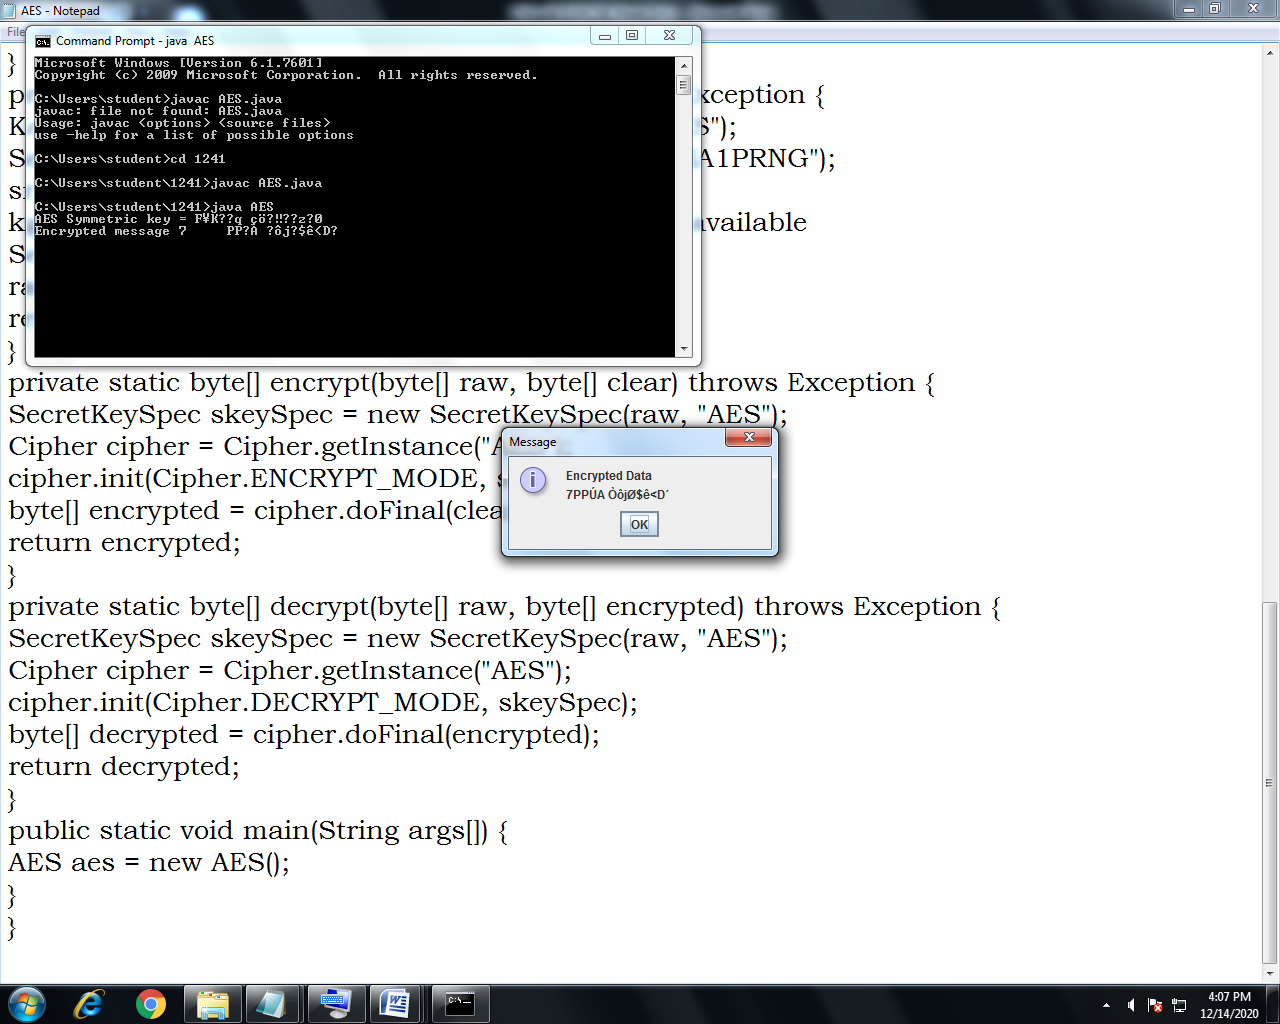 AES - Notepad
File
Command Prompt - java AES
Microsoft Windows [Version 6.1.7601]
Copyright (c) 2009 Microsoft Corporation. All rights reserved.
C:\Users\student>javac AES.java
javac: file not found: AES.java
Usage: javac <options> <source files>
use -help for a list of possible options
C:\Users\student>cd 1241
C:\Users\student\1241>javac AES.java
C:\Users\student\1241>java AES
AES Symmetric key = F¥K??q çö?‼??z?0
Encrypted message 7 PP?A ?ôj?$ê<D?
}
xception {
S");
A1PRNG");
vailable
}
private static byte[] encrypt(byte[] raw, byte[] clear) throws Exception {
SecretKeySpec skeySpec = new SecretKeySpec(raw, "AES");
Cipher cipher = Cipher.getInstance("A
cipher.init(Cipher.ENCRYPT_MODE, s
byte[] encrypted = cipher.doFinal(clea
return encrypted;
}
Message
Encrypted Data
7PPÚA ÒôjØ$ê<D´
OK
private static byte[] decrypt(byte[] raw, byte[] encrypted) throws Exception {
SecretKeySpec skeySpec = new SecretKeySpec(raw, "AES");
Cipher cipher = Cipher.getInstance("AES");
cipher.init(Cipher.DECRYPT_MODE, skeySpec);
byte[] decrypted = cipher.doFinal(encrypted);
return decrypted;
}
public static void main(String args[]) {
AES aes = new AES();
}
}
4:07 PM
12/14/2020